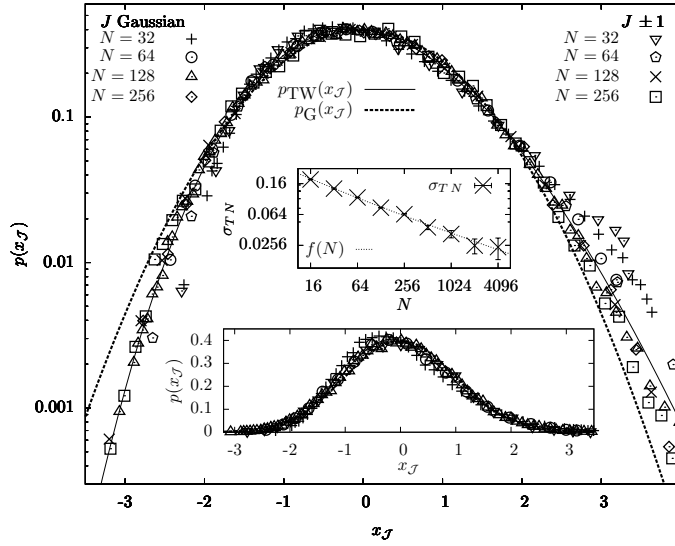 J Gaussian
N = 32
N = 64
N = 128
N = 256
J ± 1
N = 32
N = 64
N = 128
N = 256
p_TW(x_𝒥)
p_G(x_𝒥)
p(x_𝒥)
0.1
0.01
0.001
σ_TN
0.16
0.064
0.0256
σ_TN
f(N)
16 64 256 1024 4096
N
p(x_𝒥)
0.4
0.3
0.2
0.1
0
-3 -2 -1 0 1 2 3
x_𝒥
-3 -2 -1 0 1 2 3
x_𝒥